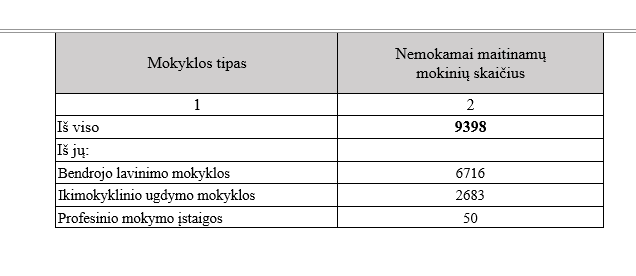 Mokyklos tipas
Nemokamai maitinamų
mokinių skaičius
1 2
Iš viso 9398
Iš jų:
Bendrojo lavinimo mokyklos 6716
Ikimokyklinio ugdymo mokyklos 2683
Profesinio mokymo įstaigos 50